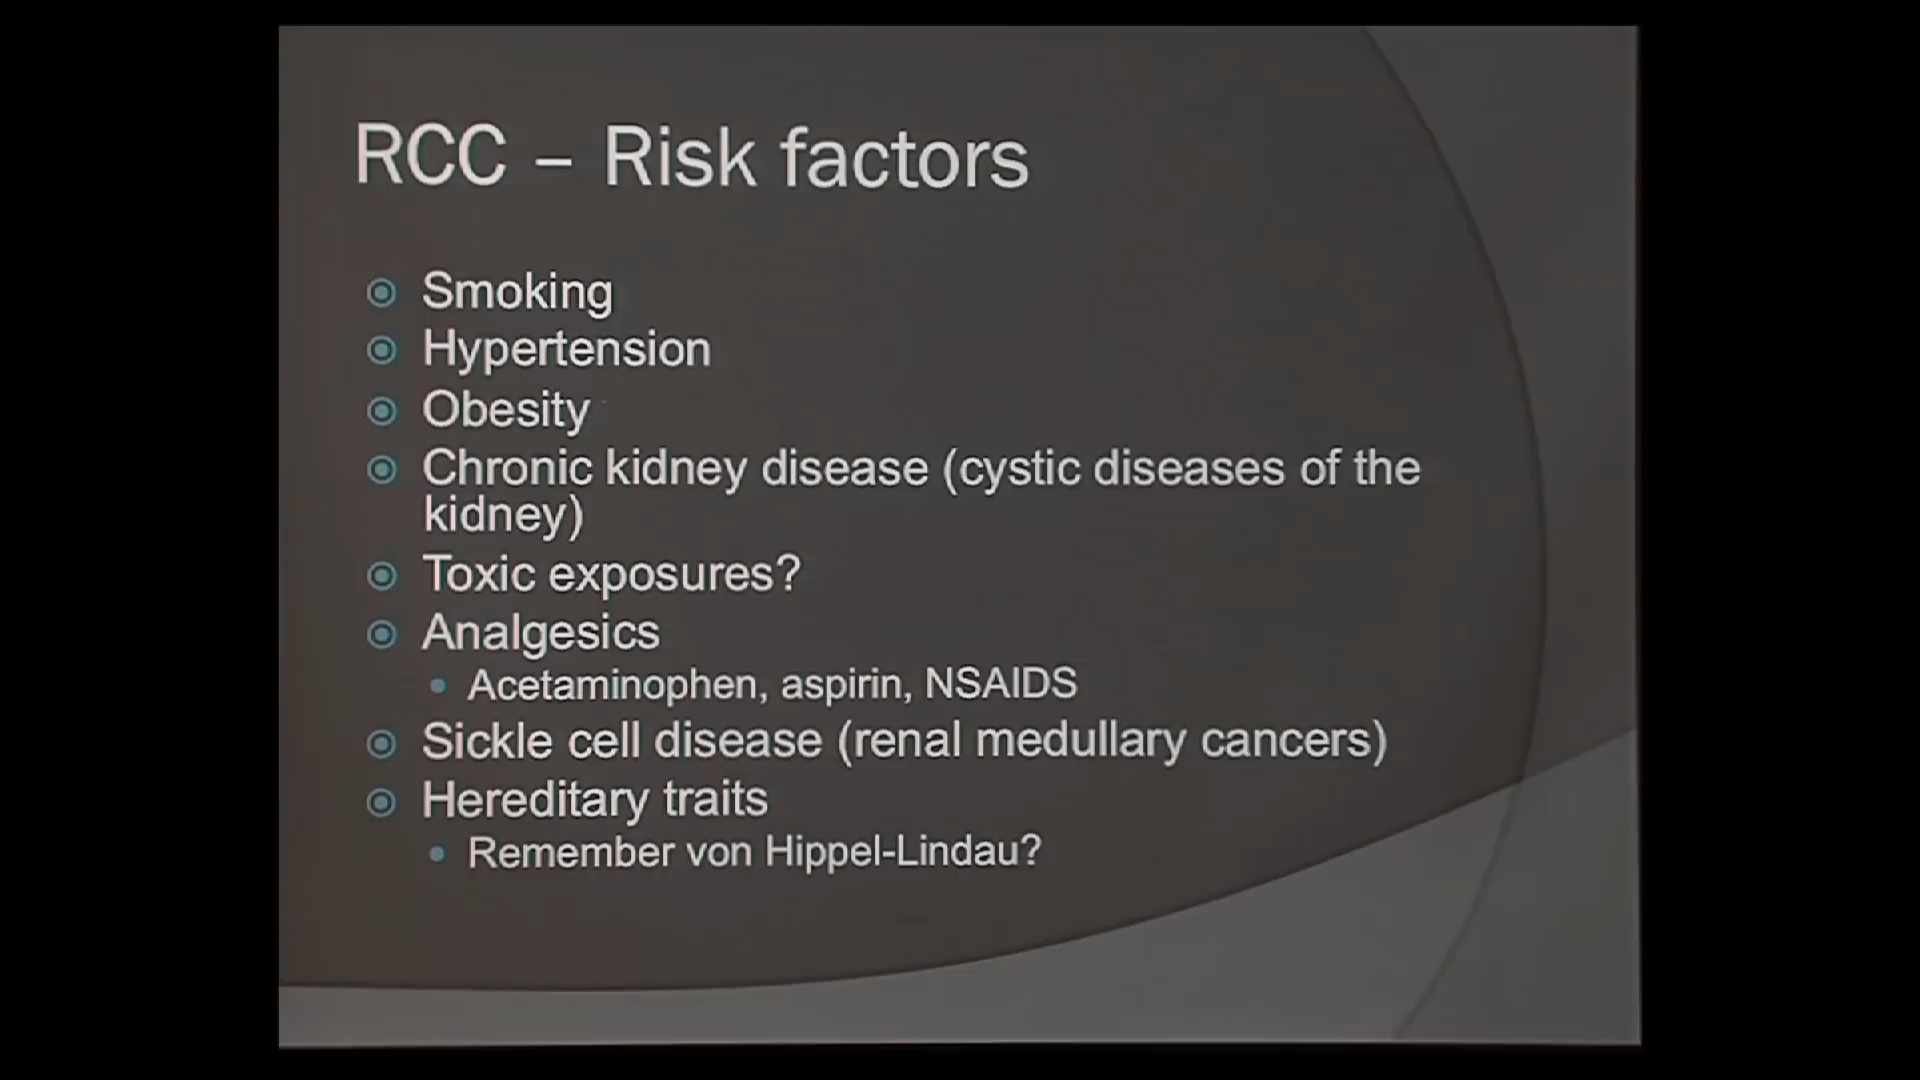 RCC – Risk factors
Smoking
Hypertension
Obesity
Chronic kidney disease (cystic diseases of the
kidney)
Toxic exposures?
Analgesics
Acetaminophen, aspirin, NSAIDS
Sickle cell disease (renal medullary cancers)
Hereditary traits
Remember von Hippel-Lindau?